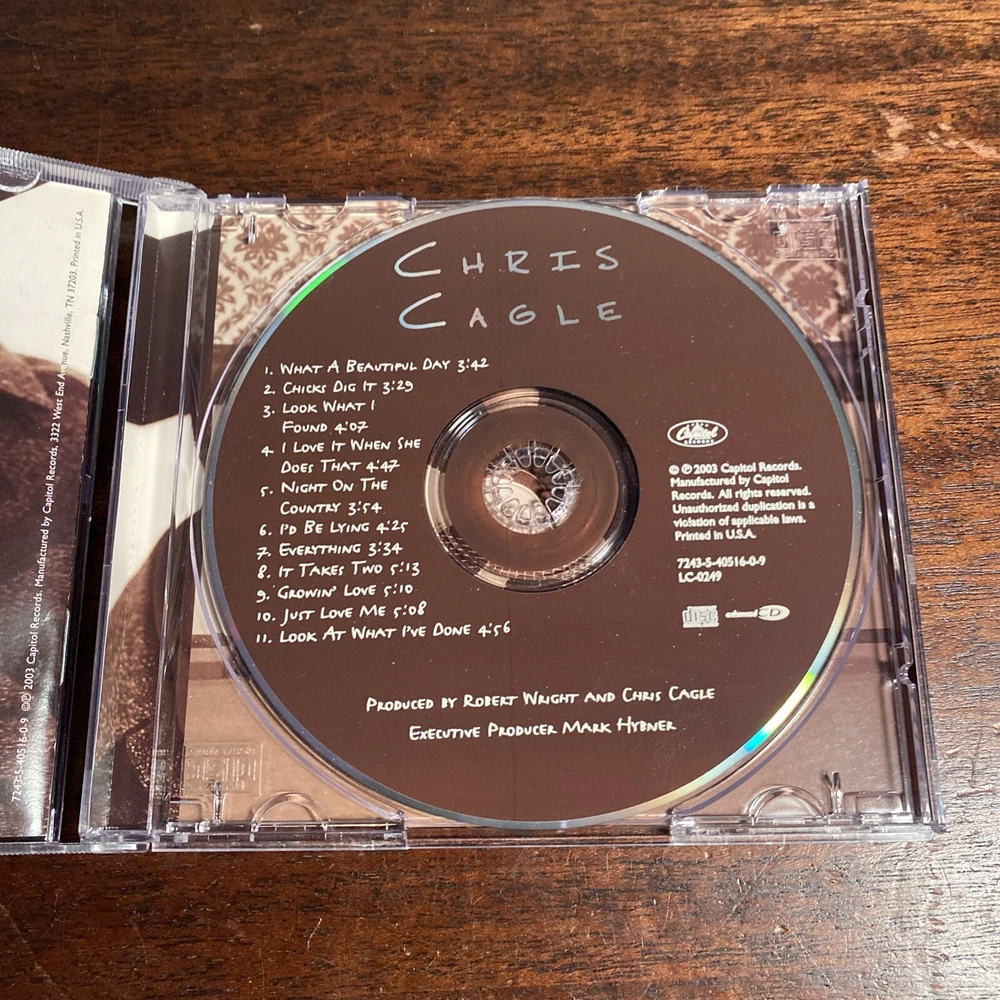 7243-5-40516-0-9 ©℗ 2003 Capitol Records. Manufactured by Capitol Records, 3322 West End Avenue, Nashville, TN 37203. Printed in U.S.A.
CHRIS
CAGLE
1. WHAT A BEAUTIFUL DAY 3:42
2. CHICKS DIG IT 3:29
3. LOOK WHAT I
FOUND 4:07
4. I LOVE IT WHEN SHE
DOES THAT 4:47
5. NIGHT ON THE
COUNTRY 3:54
6. I'D BE LYING 4:25
7. EVERYTHING 3:34
8. IT TAKES TWO 5:13
9. GROWIN' LOVE 5:10
10. JUST LOVE ME 5:08
11. LOOK AT WHAT I'VE DONE 4:56
Capitol
RECORDS
© ℗ 2003 Capitol Records.
Manufactured by Capitol
Records. All rights reserved.
Unauthorized duplication is a
violation of applicable laws.
Printed in U.S.A.
7243-5-40516-0-9
LC-0249
disc
enhanced CD
PRODUCED BY ROBERT WRIGHT AND CHRIS CAGLE
EXECUTIVE PRODUCER MARK HYBNER